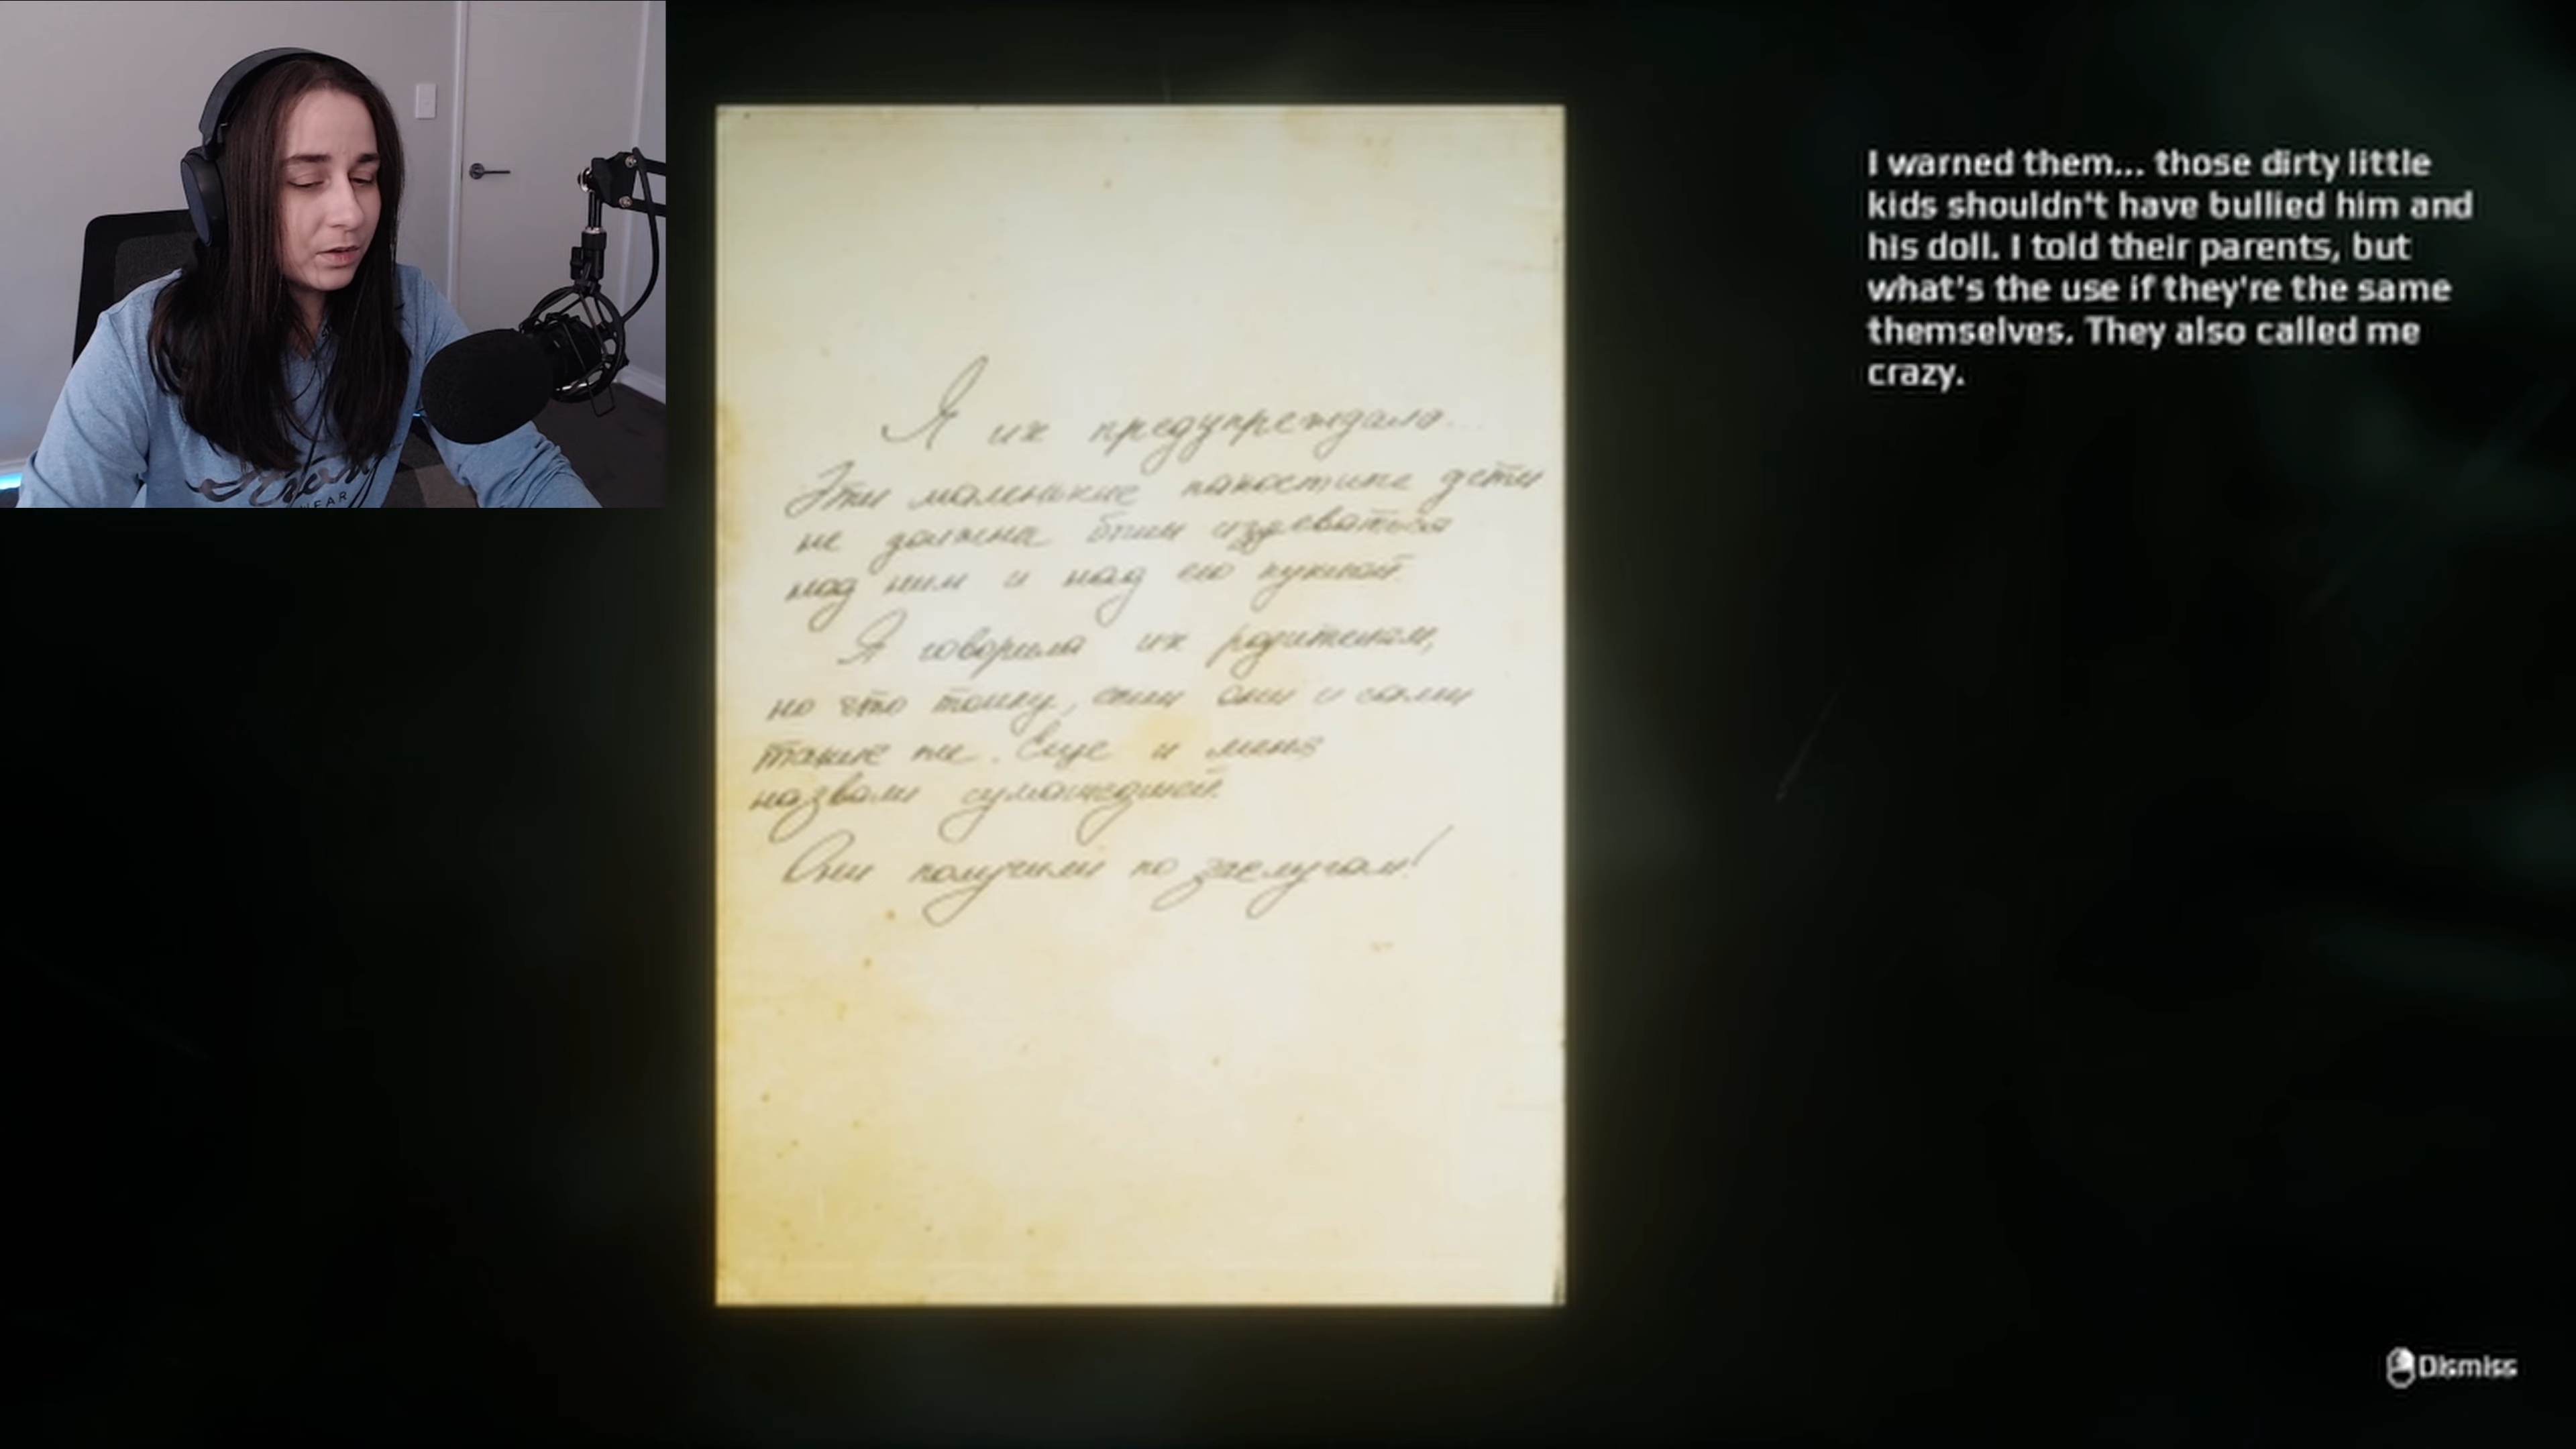 I warned them... those dirty little
kids shouldn't have bullied him and
his doll. I told their parents, but
what's the use if they're the same
themselves. They also called me
crazy.
Я их предупреждала...
Эти маленькие пакостные дети
не должны были издеваться
над ним и над его куклой.
Я говорила их родителям,
но что толку, если они и сами
такие же. Еще и меня
назвали сумашедшей.
Они получили по заслугам!
WEAR
Dismiss